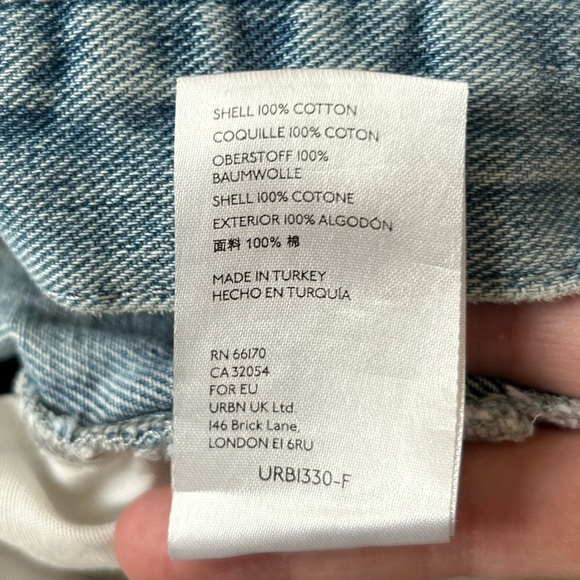 SHELL 100% COTTON
COQUILLE 100% COTON
OBERSTOFF 100%
BAUMWOLLE
SHELL 100% COTONE
EXTERIOR 100% ALGODÓN
面料 100% 棉
MADE IN TURKEY
HECHO EN TURQUÍA
RN 66170
CA 32054
FOR EU
URBN UK Ltd.
146 Brick Lane,
LONDON E1 6RU
URB1330-F